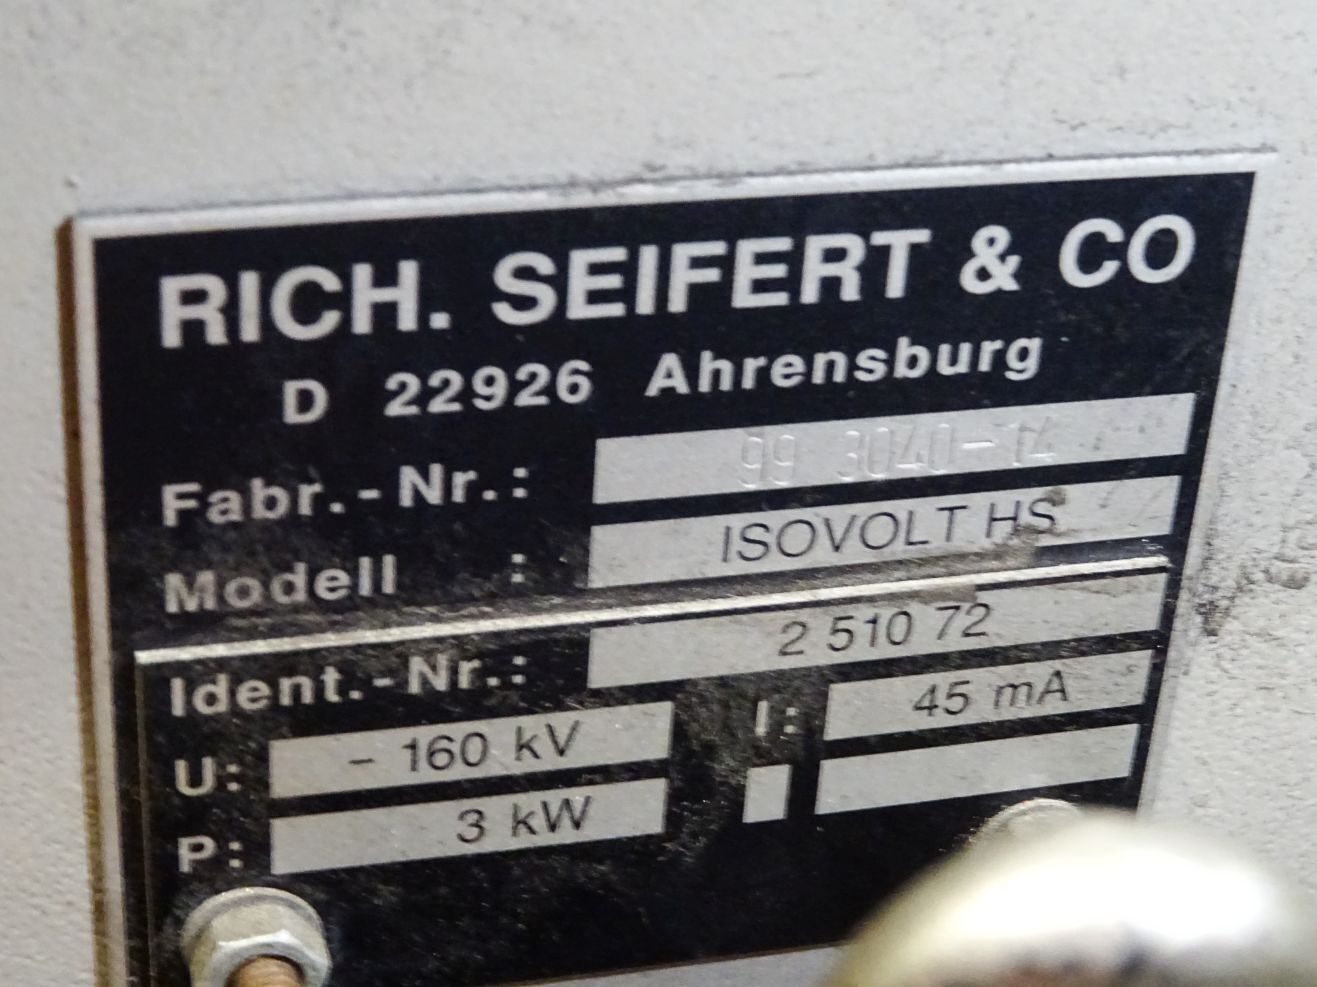 RICH. SEIFERT & CO
D 22926 Ahrensburg
Fabr.-Nr.: 99 3040-14
Modell : ISOVOLT HS
Ident.-Nr.: 2 510 72
U: - 160 kV I: 45 mA
P: 3 kW